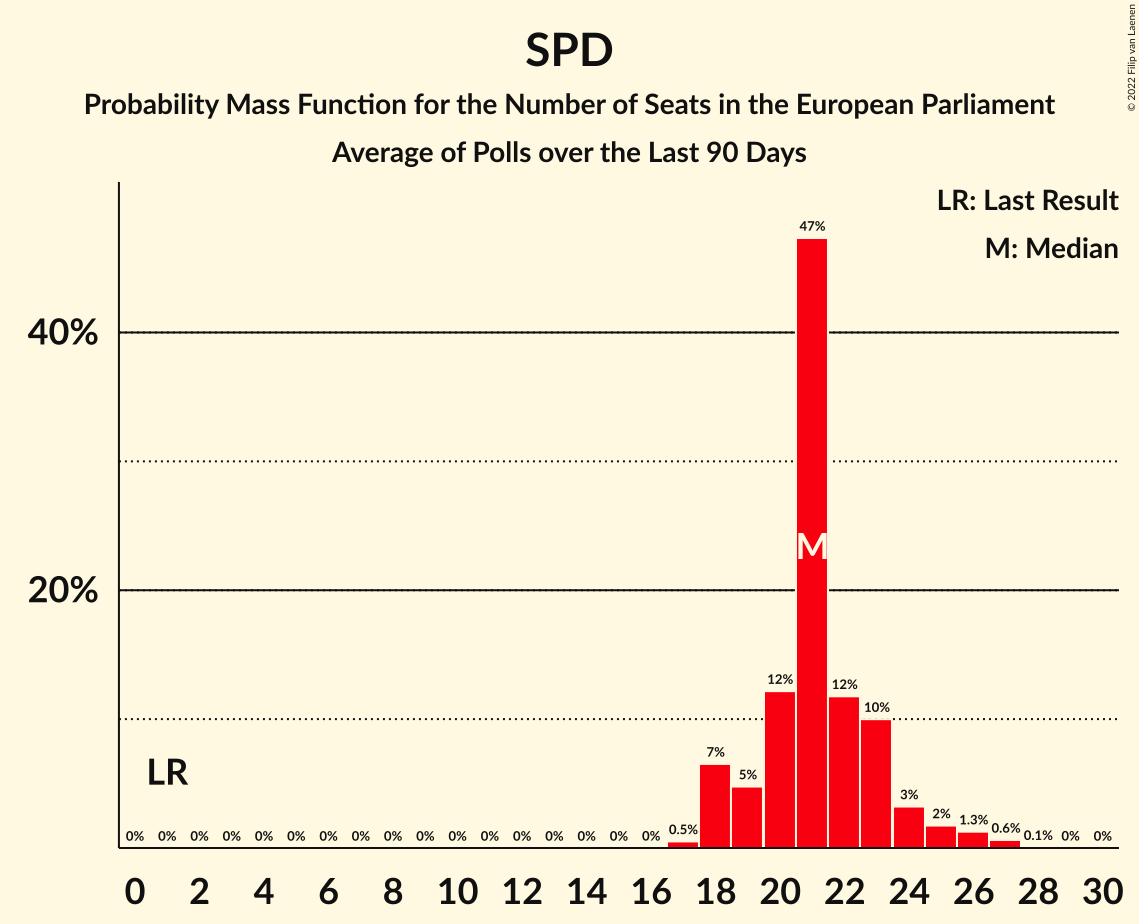 SPD
Probability Mass Function for the Number of Seats in the European Parliament
Average of Polls over the Last 90 Days
© 2022 Filip van Laenen
LR: Last Result
M: Median
47%
40%
M
20%
12%
12%
10%
7%
5%
3%
2%
1.3%
0.6%
0.5%
0.1%
LR
0% 0% 0% 0% 0% 0% 0% 0% 0% 0% 0% 0% 0% 0% 0% 0% 0% 0% 0%
0 2 4 6 8 10 12 14 16 18 20 22 24 26 28 30